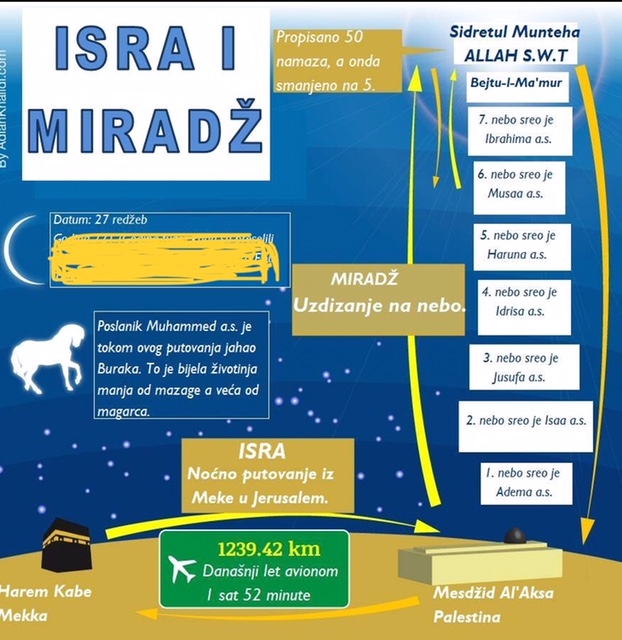 ISRA I
MIRADŽ
By AdlanKhalidi.com
Propisano 50
namaza, a onda
smanjeno na 5.
Sidretul Munteha
ALLAH S.W.T
Bejtu-l-Ma'mur
7. nebo sreo je
Ibrahima a.s.
6. nebo sreo je
Musaa a.s.
5. nebo sreo je
Haruna a.s.
4. nebo sreo je
Idrisa a.s.
3. nebo sreo je
Jusufa a.s.
2. nebo sreo je Isaa a.s.
1. nebo sreo je
Adema a.s.
Datum: 27 redžeb
MIRADŽ
Uzdizanje na nebo.
Poslanik Muhammed a.s. je
tokom ovog putovanja jahao
Buraka. To je bijela životinja
manja od mazage a veća od
magarca.
ISRA
Noćno putovanje iz
Meke u Jerusalem.
1239.42 km
Današnji let avionom
1 sat 52 minute
Harem Kabe
Mekka
Mesdžid Al'Aksa
Palestina